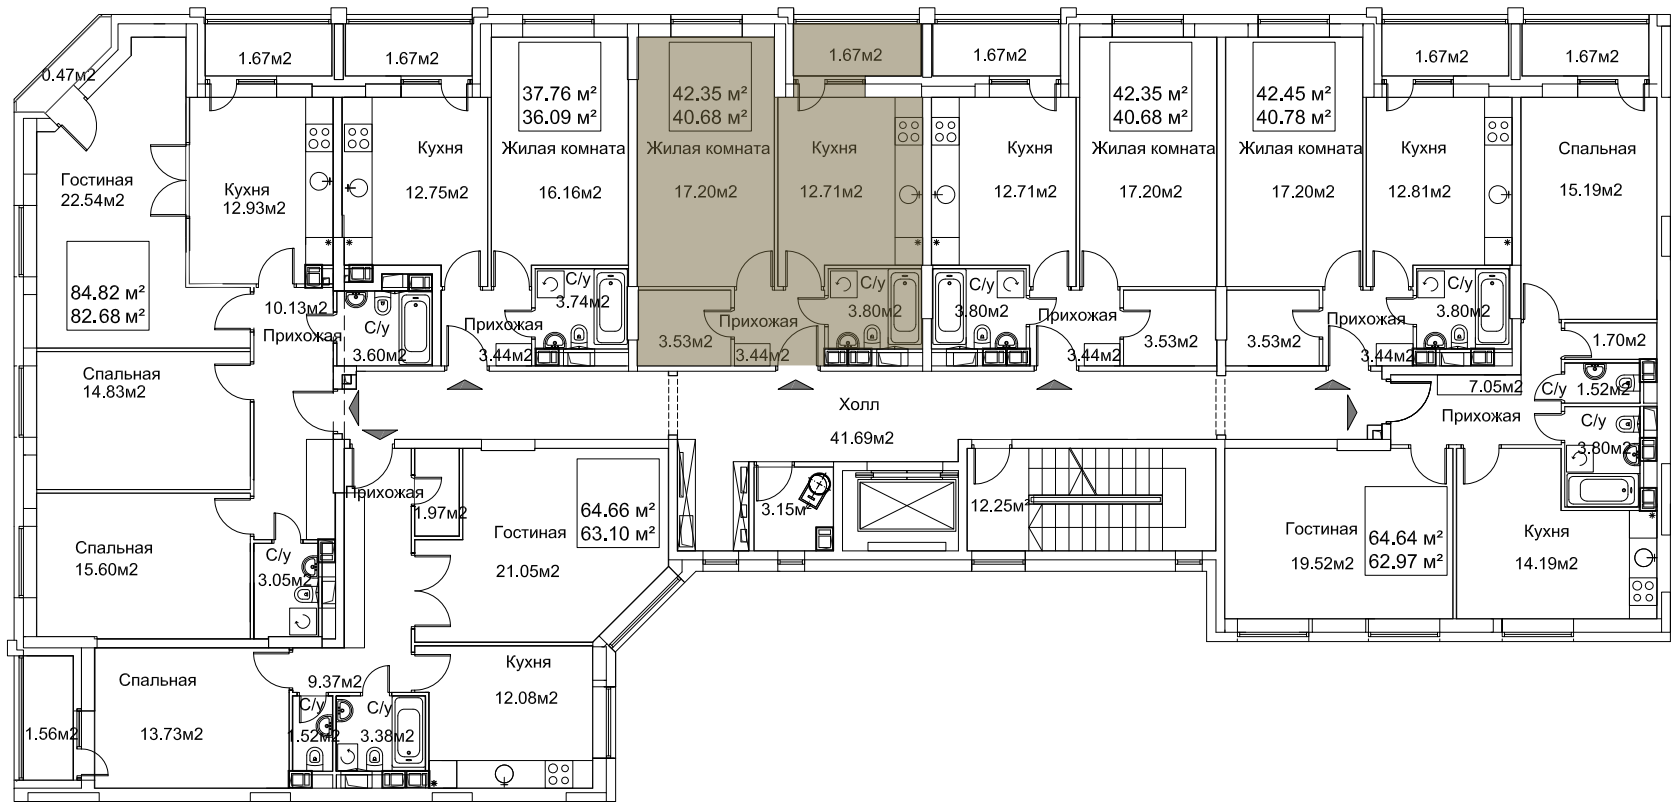 1.67м2
1.67м2
1.67м2
1.67м2
1.67м2
1.67м2
0.47м2
37.76 м²
36.09 м²
42.35 м²
40.68 м²
42.35 м²
40.68 м²
42.45 м²
40.78 м²
Гостиная
22.54м2
Кухня
12.93м2
Кухня
12.75м2
Жилая комната
16.16м2
Жилая комната
17.20м2
Кухня
12.71м2
Кухня
12.71м2
Жилая комната
17.20м2
Жилая комната
17.20м2
Кухня
12.81м2
Спальная
15.19м2
84.82 м²
82.68 м²
10.13м2
Прихожая
С/у
3.60м2
Прихожая
3.44м2
С/у
3.74м2
3.53м2
Прихожая
3.44м2
С/у
3.80м2
С/у
3.80м2
Прихожая
3.44м2
3.53м2
3.53м2
Прихожая
3.44м2
С/у
3.80м2
1.70м2
Спальная
14.83м2
Холл
41.69м2
7.05м2
Прихожая
С/у
1.52м2
С/у
3.80м2
Прихожая
1.97м2
Гостиная
21.05м2
64.66 м²
63.10 м²
3.15м2
12.25м2
Гостиная
19.52м2
64.64 м²
62.97 м²
Кухня
14.19м2
Спальная
15.60м2
С/у
3.05м2
Спальная
13.73м2
1.56м2
9.37м2
С/у
1.52м2
С/у
3.38м2
Кухня
12.08м2